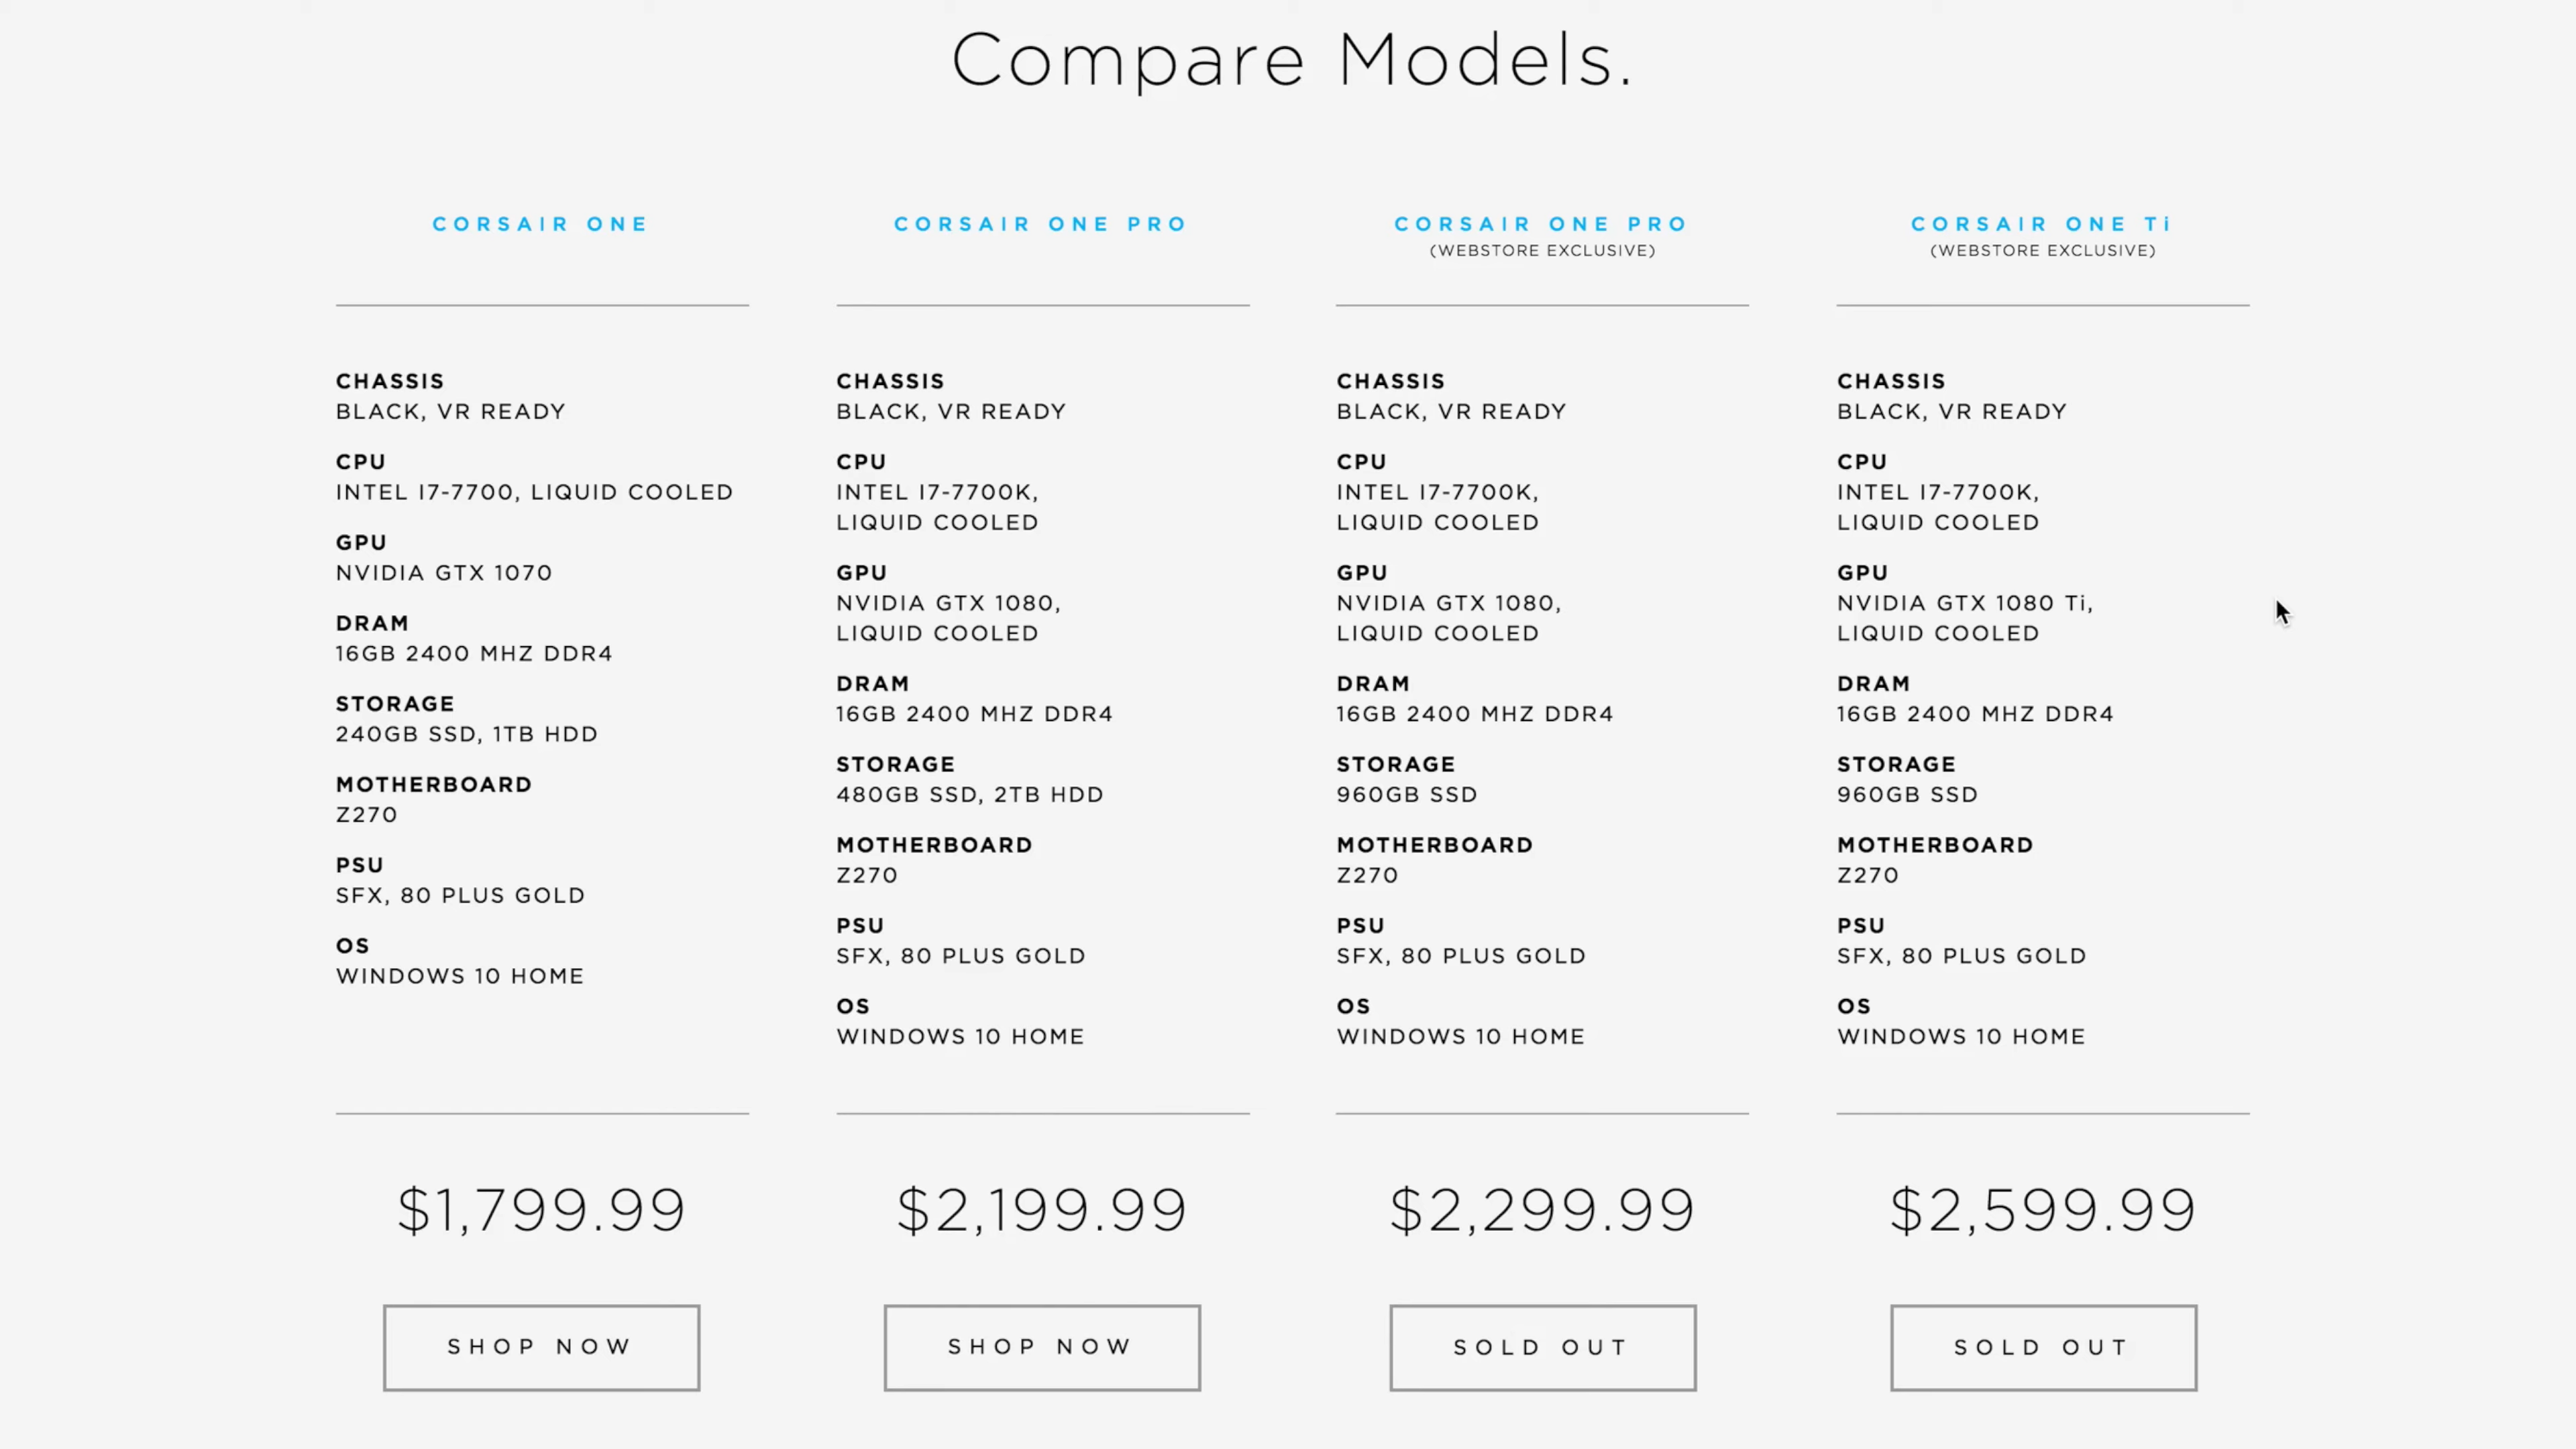 Compare Models.
CORSAIR ONE
CHASSIS
BLACK, VR READY
CPU
INTEL I7-7700, LIQUID COOLED
GPU
NVIDIA GTX 1070
DRAM
16GB 2400 MHZ DDR4
STORAGE
240GB SSD, 1TB HDD
MOTHERBOARD
Z270
PSU
SFX, 80 PLUS GOLD
OS
WINDOWS 10 HOME
$1,799.99
SHOP NOW
CORSAIR ONE PRO
CHASSIS
BLACK, VR READY
CPU
INTEL I7-7700K,
LIQUID COOLED
GPU
NVIDIA GTX 1080,
LIQUID COOLED
DRAM
16GB 2400 MHZ DDR4
STORAGE
480GB SSD, 2TB HDD
MOTHERBOARD
Z270
PSU
SFX, 80 PLUS GOLD
OS
WINDOWS 10 HOME
$2,199.99
SHOP NOW
CORSAIR ONE PRO
(WEBSTORE EXCLUSIVE)
CHASSIS
BLACK, VR READY
CPU
INTEL I7-7700K,
LIQUID COOLED
GPU
NVIDIA GTX 1080,
LIQUID COOLED
DRAM
16GB 2400 MHZ DDR4
STORAGE
960GB SSD
MOTHERBOARD
Z270
PSU
SFX, 80 PLUS GOLD
OS
WINDOWS 10 HOME
$2,299.99
SOLD OUT
CORSAIR ONE Ti
(WEBSTORE EXCLUSIVE)
CHASSIS
BLACK, VR READY
CPU
INTEL I7-7700K,
LIQUID COOLED
GPU
NVIDIA GTX 1080 Ti,
LIQUID COOLED
DRAM
16GB 2400 MHZ DDR4
STORAGE
960GB SSD
MOTHERBOARD
Z270
PSU
SFX, 80 PLUS GOLD
OS
WINDOWS 10 HOME
$2,599.99
SOLD OUT